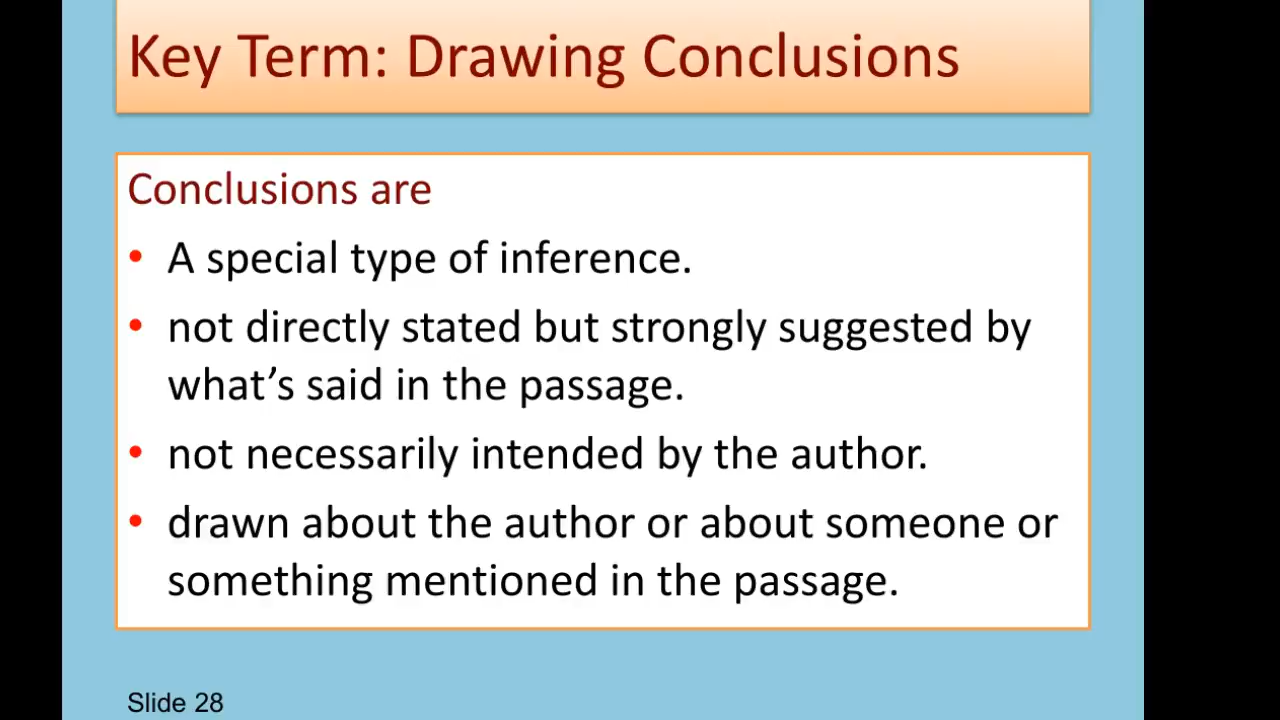 Key Term: Drawing Conclusions
Conclusions are
• A special type of inference.
• not directly stated but strongly suggested by
what’s said in the passage.
• not necessarily intended by the author.
• drawn about the author or about someone or
something mentioned in the passage.
Slide 28